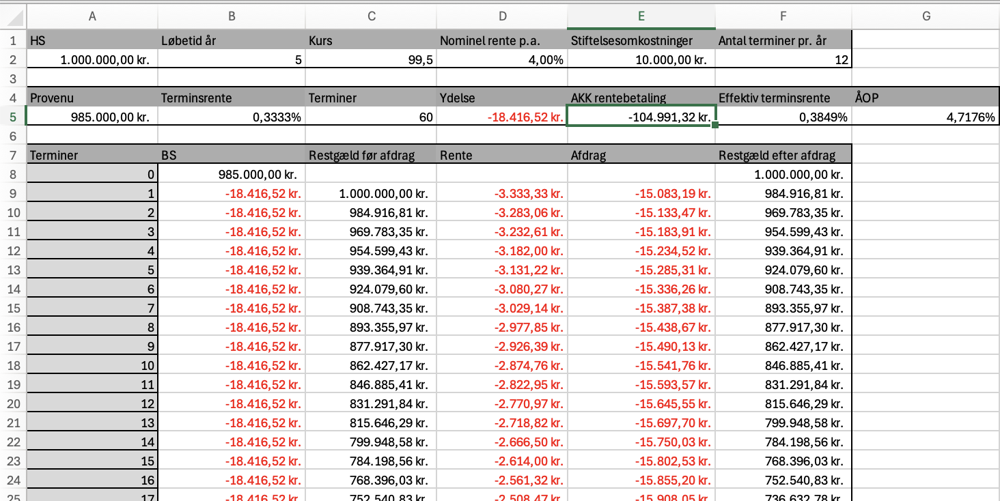 A B C D E F G
1 HS Løbetid år Kurs Nominel rente p.a. Stiftelsesomkostninger Antal terminer pr. år
2 1.000.000,00 kr. 5 99,5 4,00% 10.000,00 kr. 12
3
4 Provenu Terminsrente Terminer Ydelse AKK rentebetaling Effektiv terminsrente ÅOP
5 985.000,00 kr. 0,3333% 60 -18.416,52 kr. -104.991,32 kr. 0,3849% 4,7176%
6
7 Terminer BS Restgæld før afdrag Rente Afdrag Restgæld efter afdrag
8 0 985.000,00 kr. 1.000.000,00 kr.
9 1 -18.416,52 kr. 1.000.000,00 kr. -3.333,33 kr. -15.083,19 kr. 984.916,81 kr.
10 2 -18.416,52 kr. 984.916,81 kr. -3.283,06 kr. -15.133,47 kr. 969.783,35 kr.
11 3 -18.416,52 kr. 969.783,35 kr. -3.232,61 kr. -15.183,91 kr. 954.599,43 kr.
12 4 -18.416,52 kr. 954.599,43 kr. -3.182,00 kr. -15.234,52 kr. 939.364,91 kr.
13 5 -18.416,52 kr. 939.364,91 kr. -3.131,22 kr. -15.285,31 kr. 924.079,60 kr.
14 6 -18.416,52 kr. 924.079,60 kr. -3.080,27 kr. -15.336,26 kr. 908.743,35 kr.
15 7 -18.416,52 kr. 908.743,35 kr. -3.029,14 kr. -15.387,38 kr. 893.355,97 kr.
16 8 -18.416,52 kr. 893.355,97 kr. -2.977,85 kr. -15.438,67 kr. 877.917,30 kr.
17 9 -18.416,52 kr. 877.917,30 kr. -2.926,39 kr. -15.490,13 kr. 862.427,17 kr.
18 10 -18.416,52 kr. 862.427,17 kr. -2.874,76 kr. -15.541,76 kr. 846.885,41 kr.
19 11 -18.416,52 kr. 846.885,41 kr. -2.822,95 kr. -15.593,57 kr. 831.291,84 kr.
20 12 -18.416,52 kr. 831.291,84 kr. -2.770,97 kr. -15.645,55 kr. 815.646,29 kr.
21 13 -18.416,52 kr. 815.646,29 kr. -2.718,82 kr. -15.697,70 kr. 799.948,58 kr.
22 14 -18.416,52 kr. 799.948,58 kr. -2.666,50 kr. -15.750,03 kr. 784.198,56 kr.
23 15 -18.416,52 kr. 784.198,56 kr. -2.614,00 kr. -15.802,53 kr. 768.396,03 kr.
24 16 -18.416,52 kr. 768.396,03 kr. -2.561,32 kr. -15.855,20 kr. 752.540,83 kr.
25 17 -18.416,52 kr. 752.540,83 kr. -2.508,47 kr. -15.908,05 kr. 736.632,78 kr.